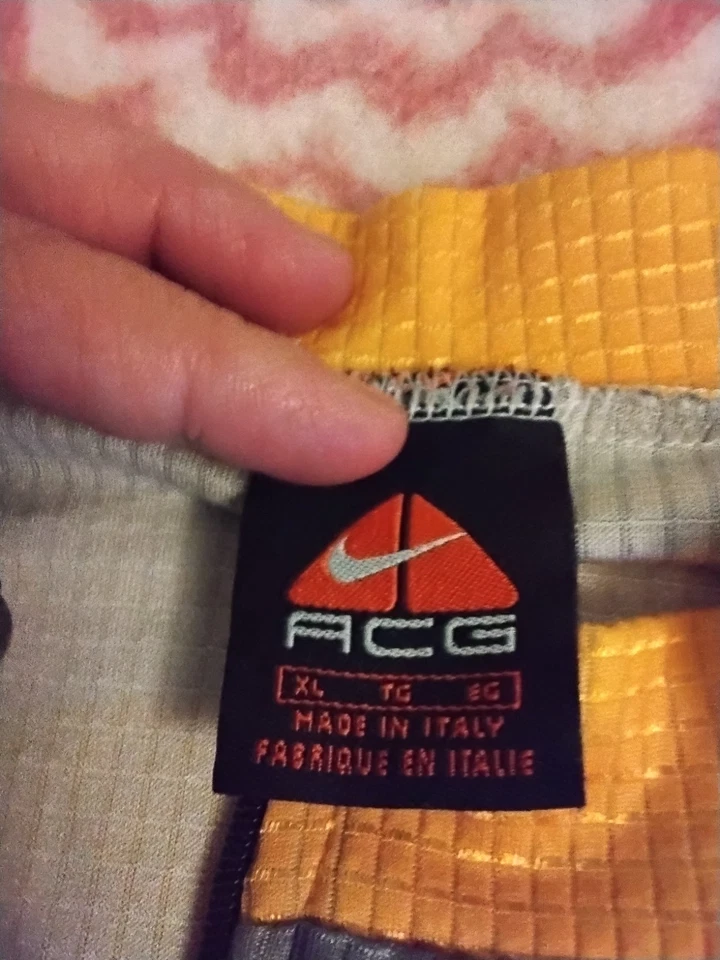 ACG
XL TG EG
MADE IN ITALY
FABRIQUE EN ITALIE